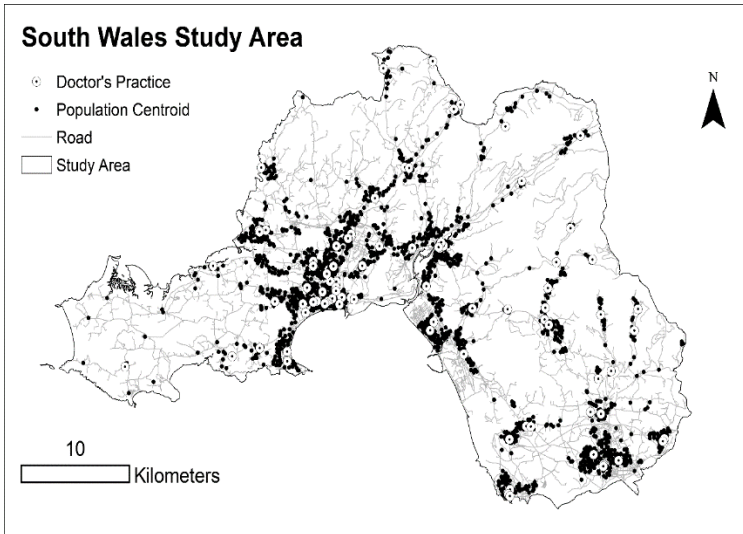 South Wales Study Area
Doctor's Practice
Population Centroid
Road
Study Area
N
10
Kilometers